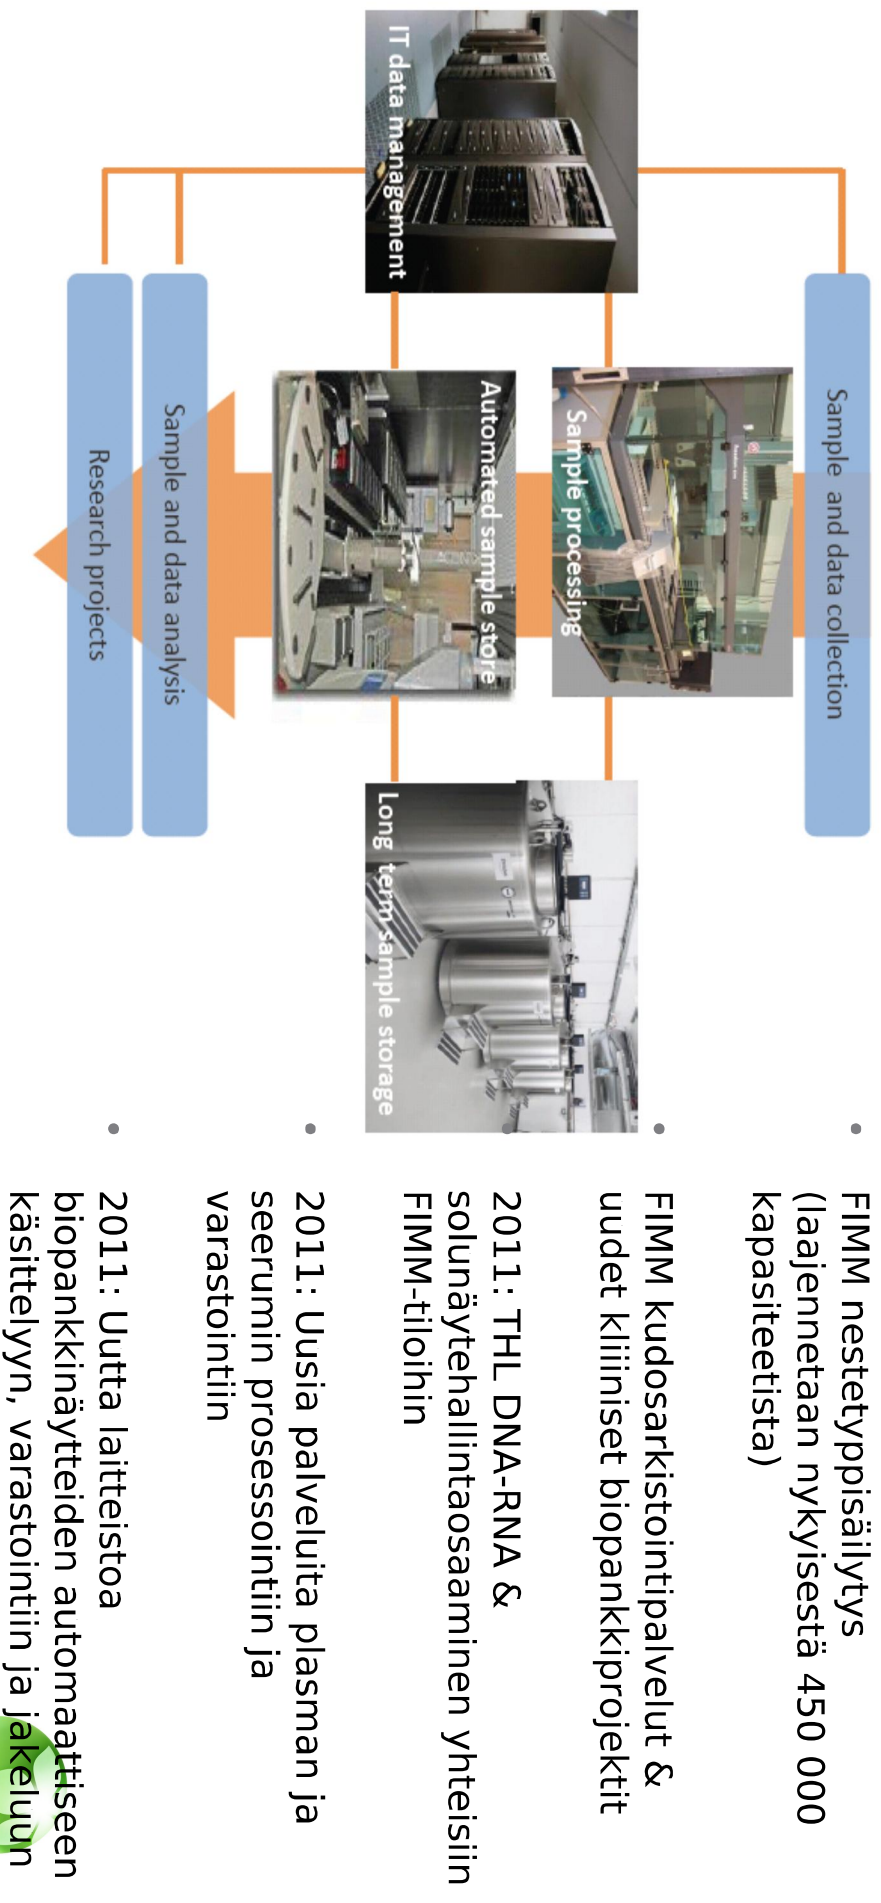 Sample and data collection
IT data management
Sample processing
Automated sample store
Long term sample storage
Sample and data analysis
Research projects
• FIMM nestetyppisäilytys
(laajennetaan nykyisestä 450 000
kapasiteetista)
• FIMM kudosarkistointipalvelut &
uudet kliiiniset biopankkiprojektit
• 2011: THL DNA-RNA &
solunäytehallintaosaaminen yhteisiin
FIMM-tiloihin
• 2011: Uusia palveluita plasman ja
seerumin prosessointiin ja
varastointiin
• 2011: Uutta laitteistoa
biopankkinäytteiden automaattiseen
käsittelyyn, varastointiin ja jakeluun